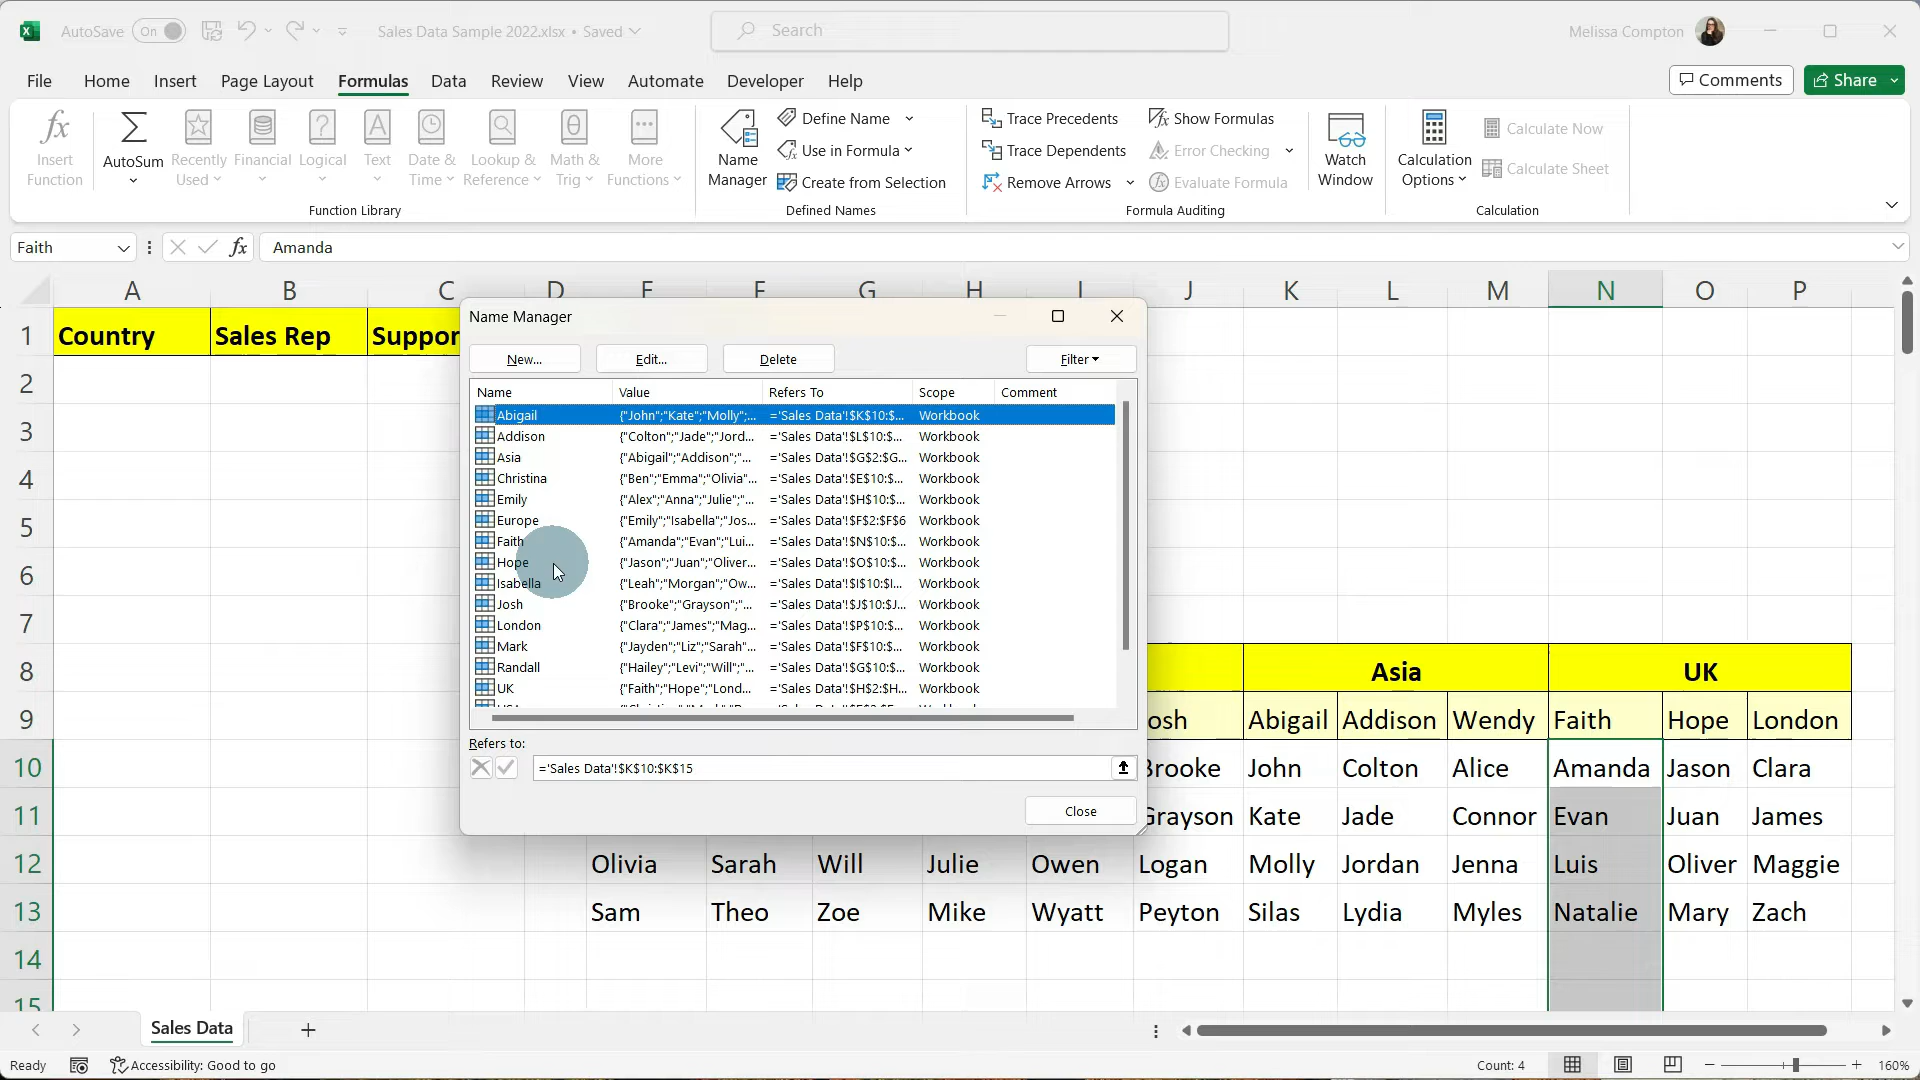 AutoSave On Sales Data Sample 2022.xlsx • Saved Search Melissa Compton
File Home Insert Page Layout Formulas Data Review View Automate Developer Help Comments Share
Insert Function
AutoSum
Recently Used
Financial
Logical
Text
Date & Time
Lookup & Reference
Math & Trig
More Functions
Function Library
Name Manager
Define Name
Use in Formula
Create from Selection
Defined Names
Trace Precedents
Trace Dependents
Remove Arrows
Show Formulas
Error Checking
Evaluate Formula
Formula Auditing
Watch Window
Calculation Options
Calculate Now
Calculate Sheet
Calculation
Faith fx Amanda
A B C D E F G H I J K L M N O P
1 Country Sales Rep Suppor
2
3
4
5
6
7
8 Asia UK
9 osh Abigail Addison Wendy Faith Hope London
10 Brooke John Colton Alice Amanda Jason Clara
11 Grayson Kate Jade Connor Evan Juan James
12 Olivia Sarah Will Julie Owen Logan Molly Jordan Jenna Luis Oliver Maggie
13 Sam Theo Zoe Mike Wyatt Peyton Silas Lydia Myles Natalie Mary Zach
14
15
Name Manager
New... Edit... Delete Filter
Name Value Refers To Scope Comment
Abigail {"John";"Kate";"Molly";... ='Sales Data'!$K$10:$... Workbook
Addison {"Colton";"Jade";"Jord... ='Sales Data'!$L$10:$... Workbook
Asia {"Abigail";"Addison";"... ='Sales Data'!$G$2:$G... Workbook
Christina {"Ben";"Emma";"Olivia"... ='Sales Data'!$E$10:$... Workbook
Emily {"Alex";"Anna";"Julie";"... ='Sales Data'!$H$10:$... Workbook
Europe {"Emily";"Isabella";"Jos... ='Sales Data'!$F$2:$F$6 Workbook
Faith {"Amanda";"Evan";"Lui... ='Sales Data'!$N$10:$... Workbook
Hope {"Jason";"Juan";"Oliver... ='Sales Data'!$O$10:$... Workbook
Isabella {"Leah";"Morgan";"Ow... ='Sales Data'!$I$10:$I... Workbook
Josh {"Brooke";"Grayson";"... ='Sales Data'!$J$10:$J... Workbook
London {"Clara";"James";"Mag... ='Sales Data'!$P$10:$... Workbook
Mark {"Jayden";"Liz";"Sarah"... ='Sales Data'!$F$10:$... Workbook
Randall {"Hailey";"Levi";"Will";"... ='Sales Data'!$G$10:$... Workbook
UK {"Faith";"Hope";"Lond... ='Sales Data'!$H$2:$H... Workbook
Refers to:
='Sales Data'!$K$10:$K$15
Close
Sales Data
Ready Accessibility: Good to go Count: 4 160%